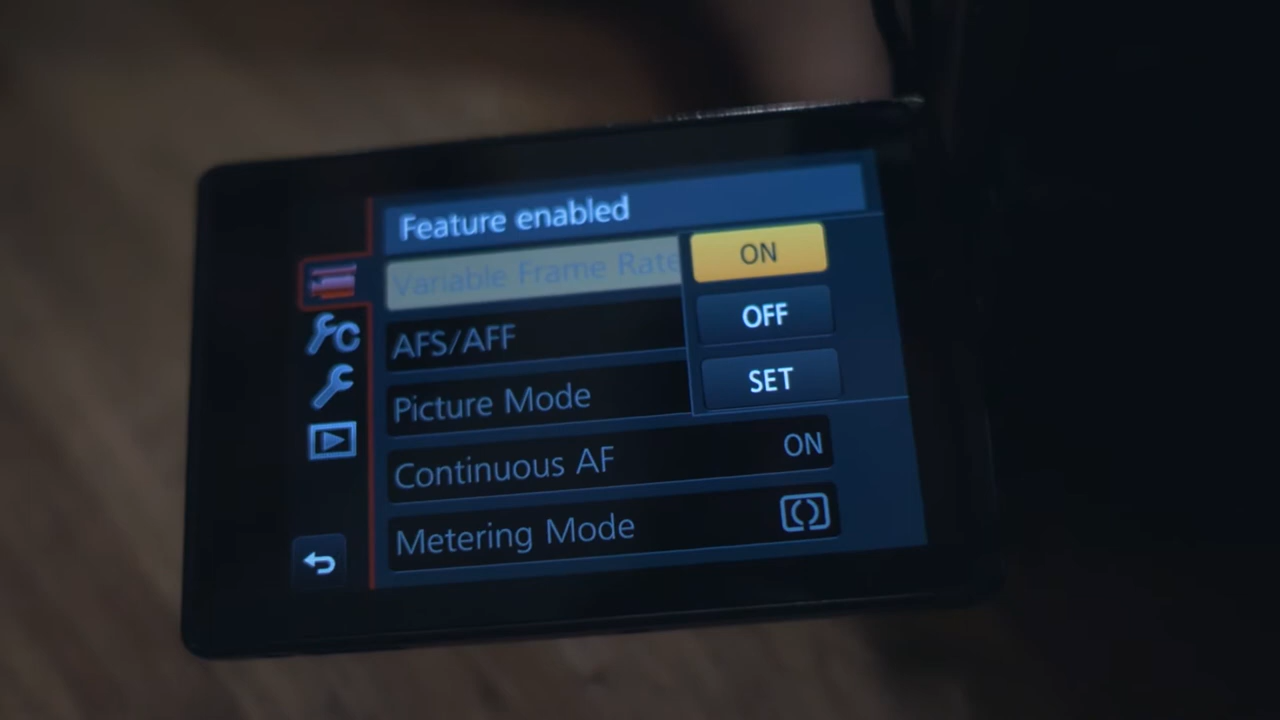 Feature enabled
Variable Frame Rate
ON
OFF
SET
AFS/AFF
Picture Mode
Continuous AF ON
Metering Mode
C